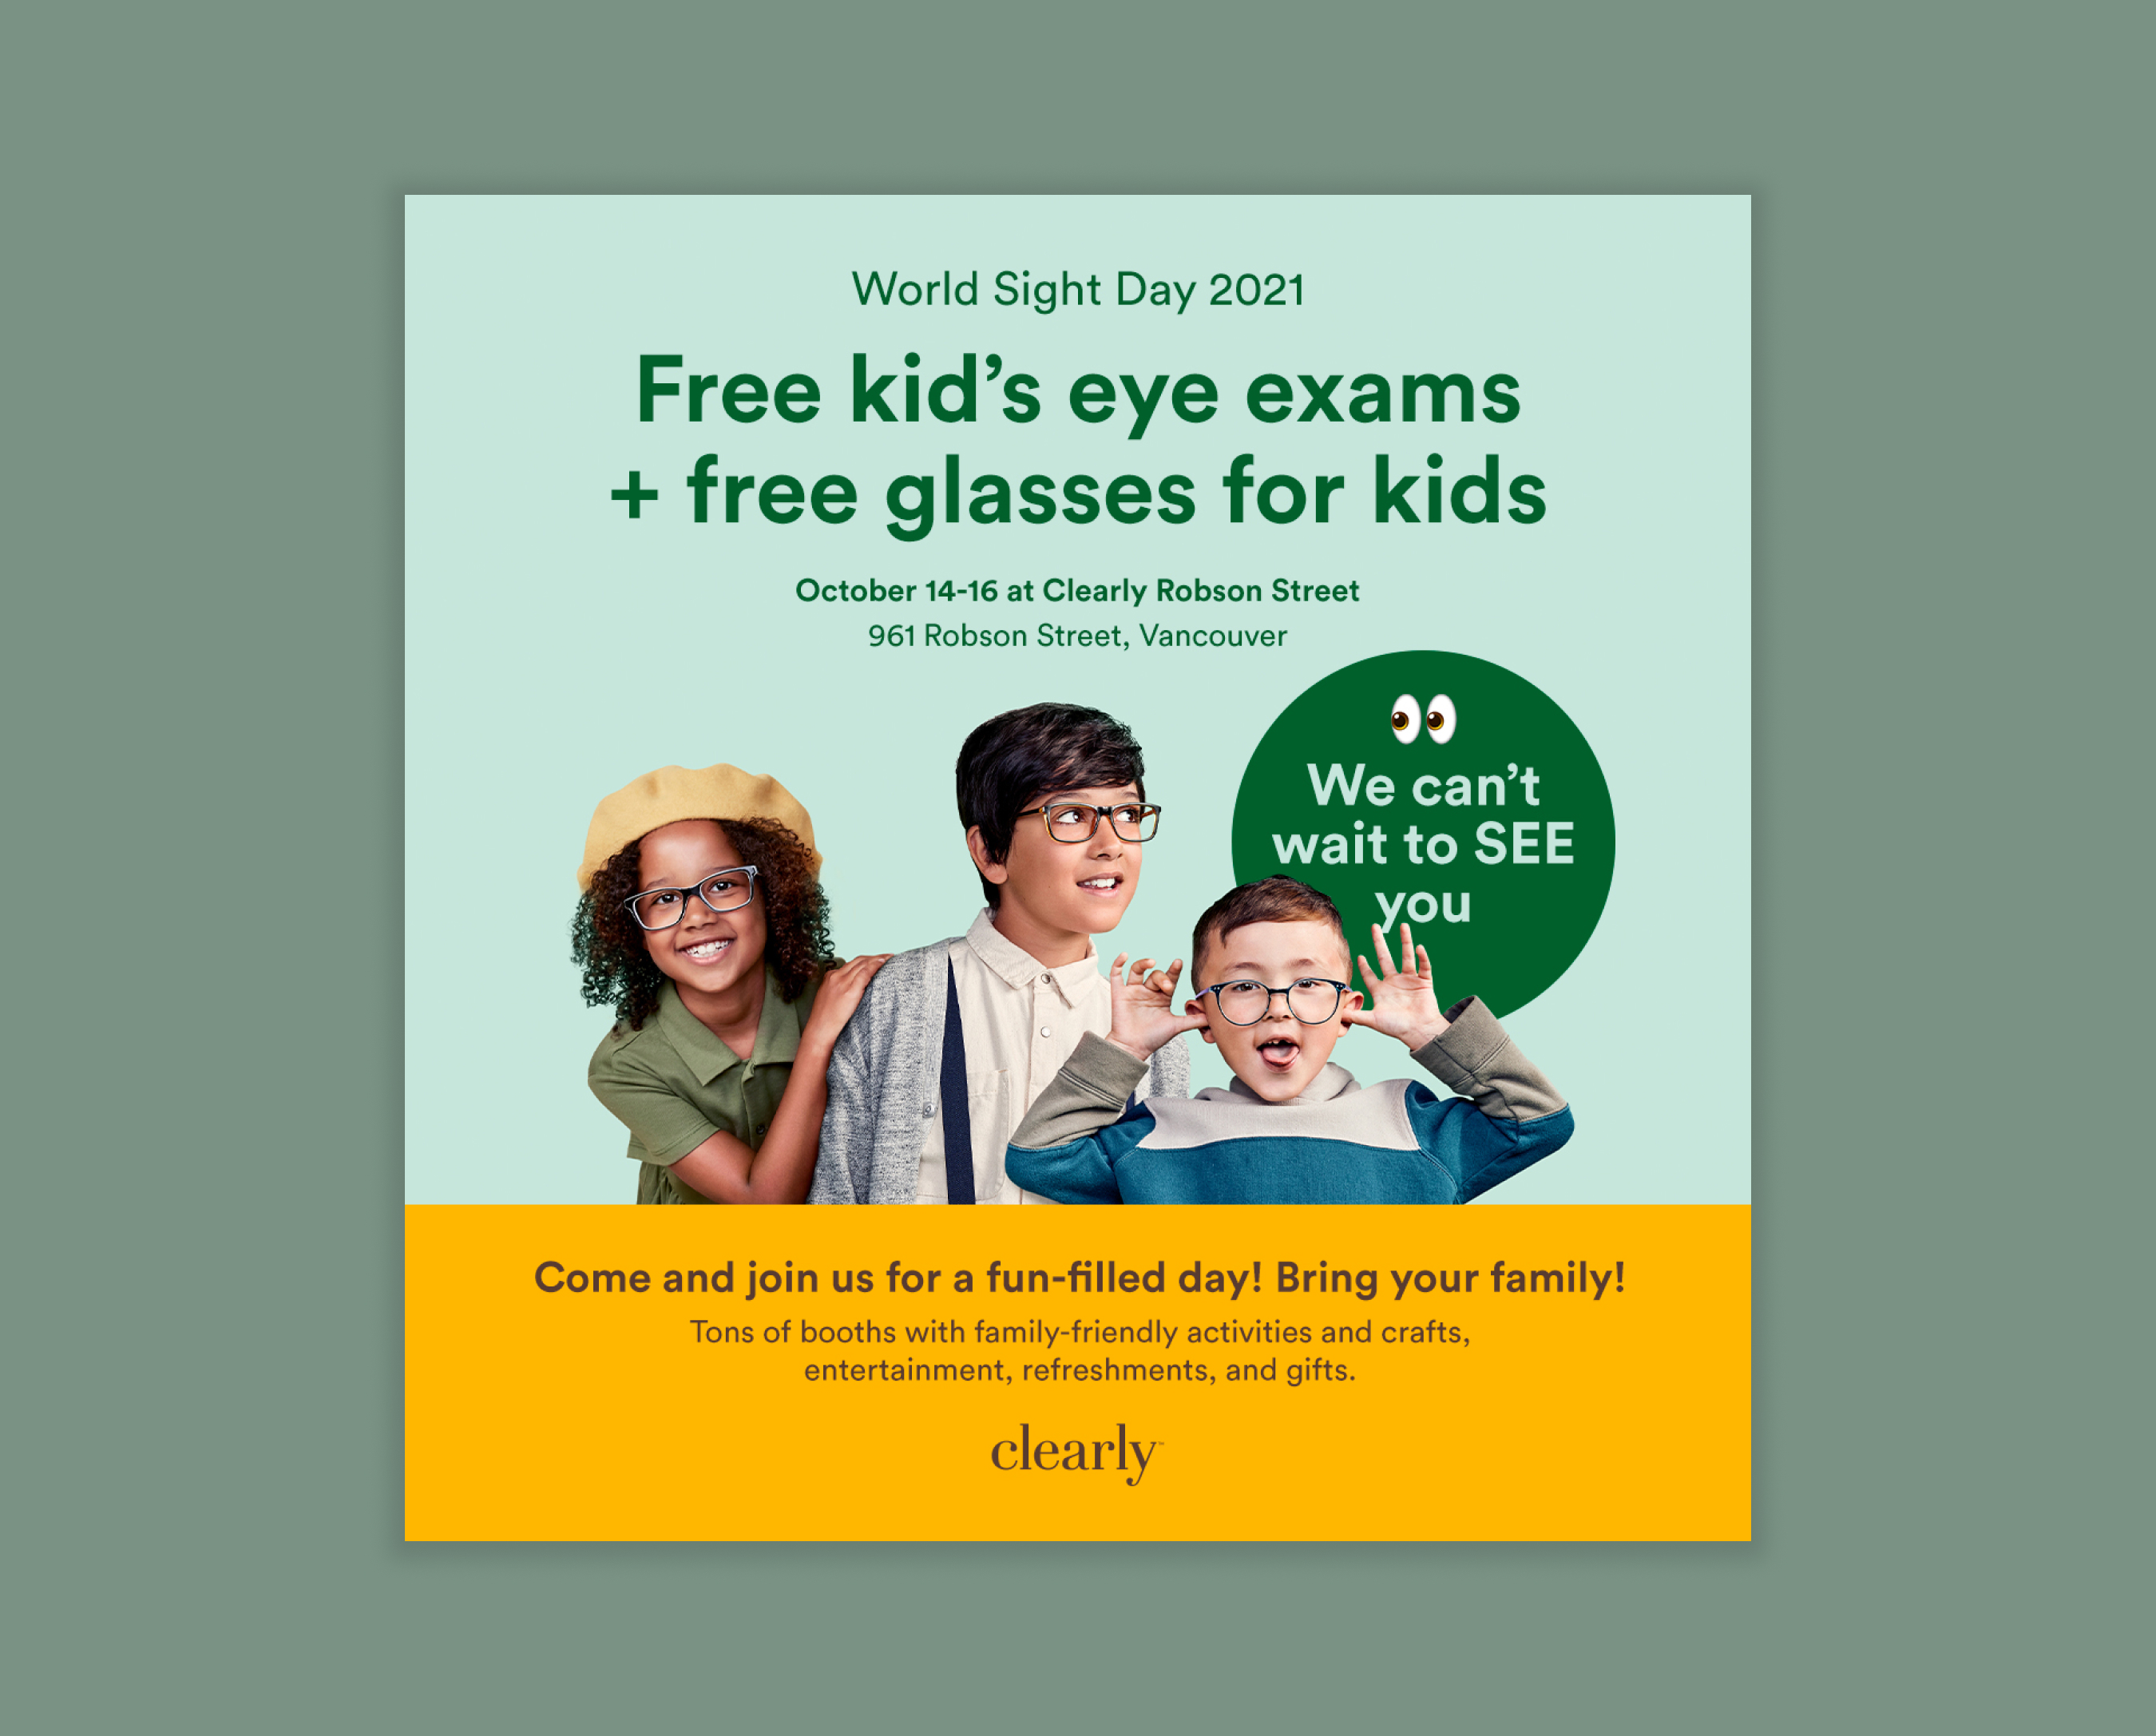 World Sight Day 2021
Free kid’s eye exams
+ free glasses for kids
October 14-16 at Clearly Robson Street
961 Robson Street, Vancouver
We can’t
wait to SEE
you
Come and join us for a fun-filled day! Bring your family!
Tons of booths with family-friendly activities and crafts,
entertainment, refreshments, and gifts.
clearly™